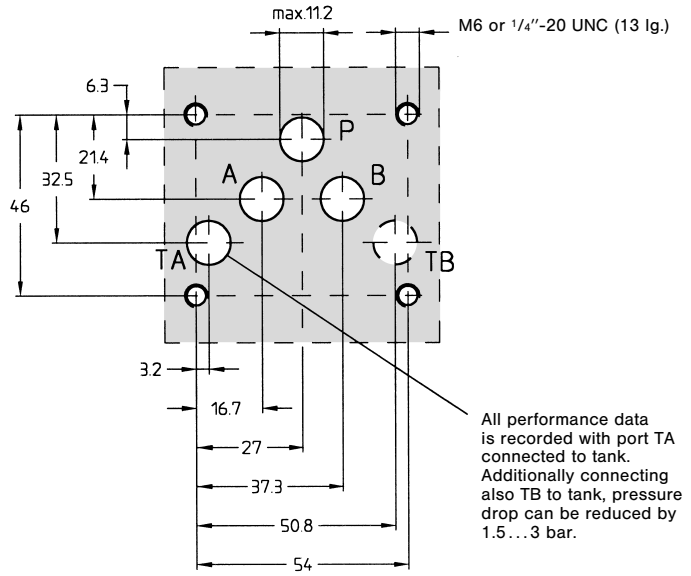 max.11.2
M6 or 1/4"-20 UNC (13 lg.)
6.3
P
21.4
A
B
32.5
46
TA
TB
3.2
16.7
27
37.3
50.8
54
All performance data
is recorded with port TA
connected to tank.
Additionally connecting
also TB to tank, pressure
drop can be reduced by
1.5...3 bar.